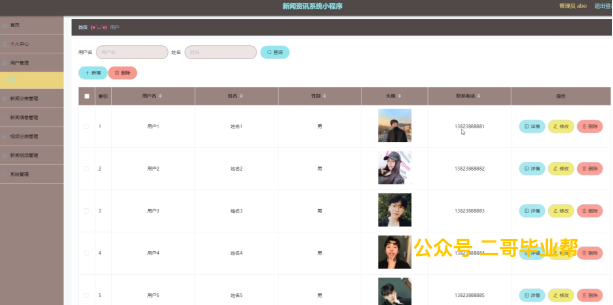 新闻资讯系统小程序
管理员 abo 退出登
首页
个人中心
用户管理
新闻分类管理
新闻信息管理
视频分类管理
新闻视频管理
系统管理
首页 用户
用户名 用户名 姓名 姓名 查询
+ 新增 删除
索引 用户名 姓名 性别 头像 联系电话 操作
1 用户1 姓名1 男 13823888881 详情 修改 删除
2 用户2 姓名2 男 13823888882 详情 修改 删除
3 用户3 姓名3 男 13823888883 详情 修改 删除
4 用户4 姓名4 男 13823888884 详情 修改 删除
公众号 二哥毕业帮
5 用户5 姓名5 男 13823888885 详情 修改 删除